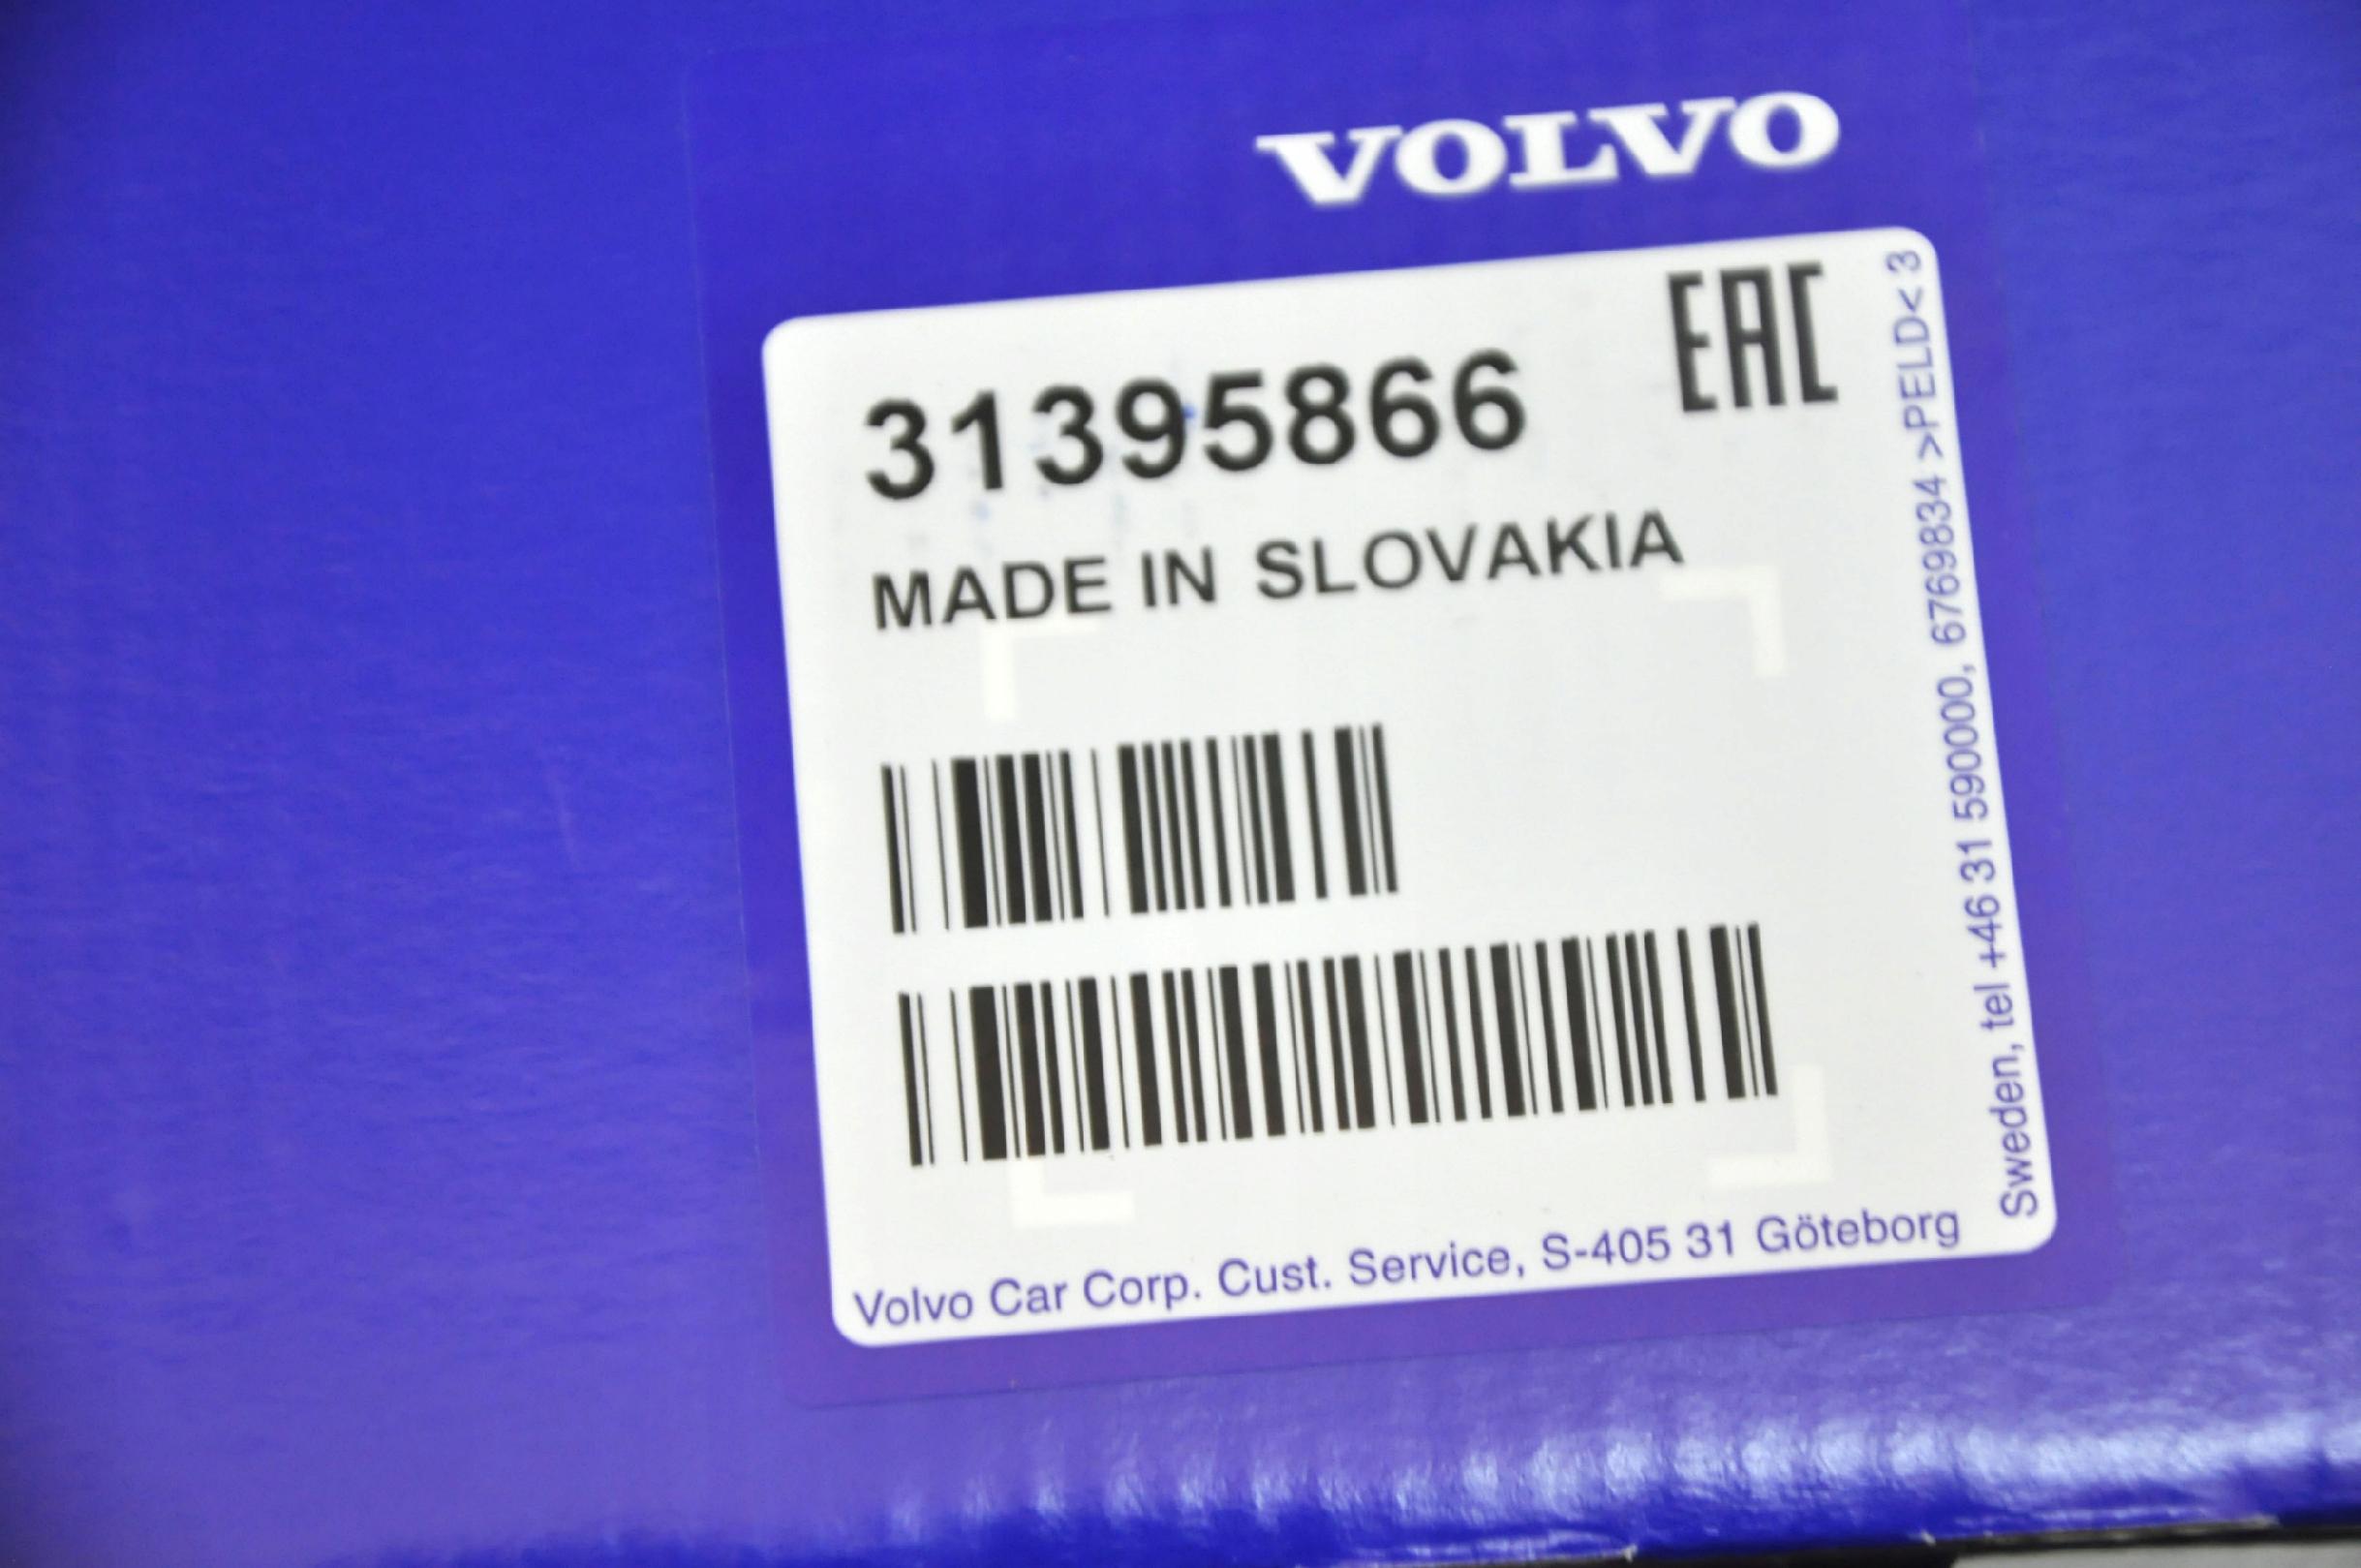 VOLVO
EAC
31395866
MADE IN SLOVAKIA
Volvo Car Corp. Cust. Service, S-405 31 Göteborg
Sweden, tel +46 31 590000, 6769834 >PELD< 3